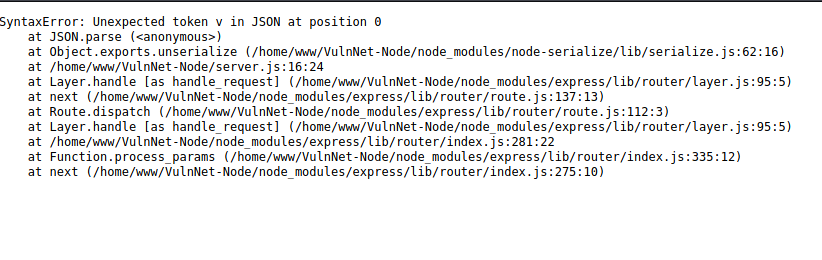 SyntaxError: Unexpected token v in JSON at position 0
at JSON.parse (<anonymous>)
at Object.exports.unserialize (/home/www/VulnNet-Node/node_modules/node-serialize/lib/serialize.js:62:16)
at /home/www/VulnNet-Node/server.js:16:24
at Layer.handle [as handle_request] (/home/www/VulnNet-Node/node_modules/express/lib/router/layer.js:95:5)
at next (/home/www/VulnNet-Node/node_modules/express/lib/router/route.js:137:13)
at Route.dispatch (/home/www/VulnNet-Node/node_modules/express/lib/router/route.js:112:3)
at Layer.handle [as handle_request] (/home/www/VulnNet-Node/node_modules/express/lib/router/layer.js:95:5)
at /home/www/VulnNet-Node/node_modules/express/lib/router/index.js:281:22
at Function.process_params (/home/www/VulnNet-Node/node_modules/express/lib/router/index.js:335:12)
at next (/home/www/VulnNet-Node/node_modules/express/lib/router/index.js:275:10)